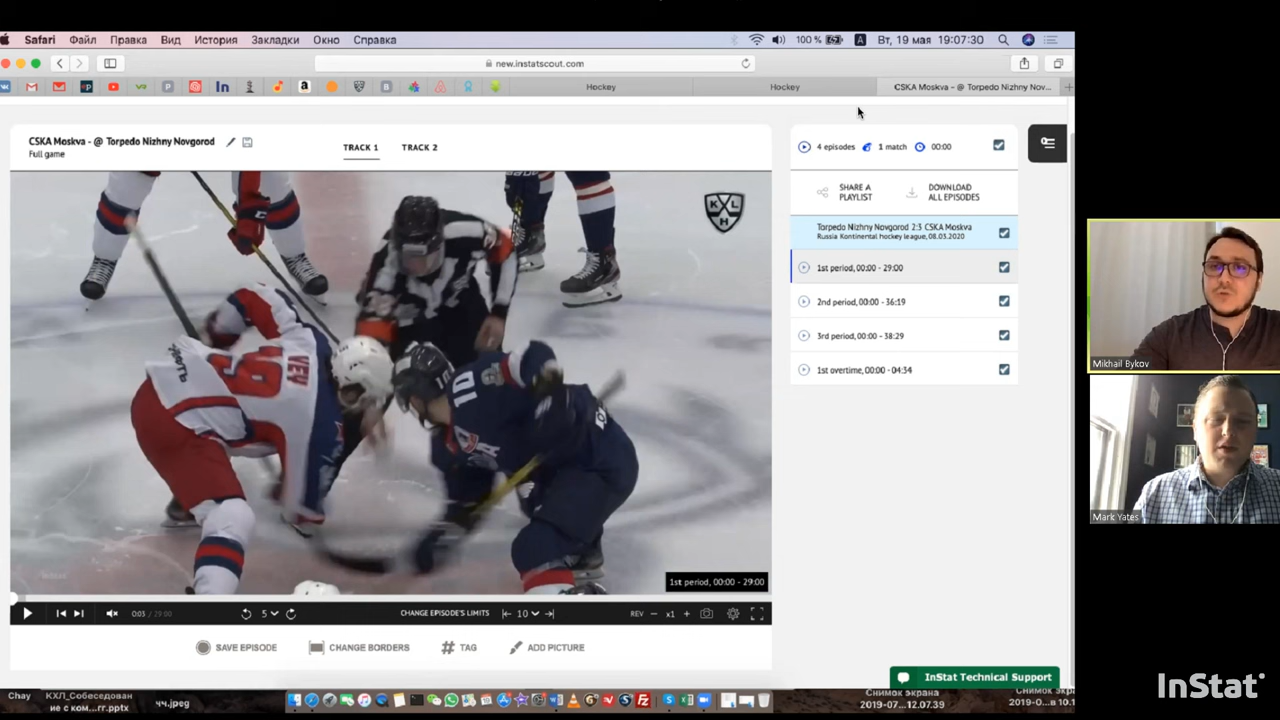 Safari Файл Правка Вид История Закладки Окно Справка
100 % A Вт, 19 мая 19:07:30
new.instatscout.com
Hockey
Hockey
CSKA Moskva - @ Torpedo Nizhny Nov...
CSKA Moskva - @ Torpedo Nizhny Novgorod
Full game
TRACK 1 TRACK 2
4 episodes 1 match 00:00
SHARE A
PLAYLIST
DOWNLOAD
ALL EPISODES
Torpedo Nizhny Novgorod 2:3 CSKA Moskva
Russia Kontinental hockey league, 08.03.2020
1st period, 00:00 - 29:00
2nd period, 00:00 - 36:19
3rd period, 00:00 - 38:29
1st overtime, 00:00 - 04:34
KHL
10
A
1st period, 00:00 - 29:00
0:03 / 29:00
5
CHANGE EPISODE'S LIMITS
10
REV − x1 +
SAVE EPISODE
CHANGE BORDERS
# TAG
ADD PICTURE
InStat Technical Support
Mikhail Bykov
Mark Yates
InStat
Chay
КХЛ_Собеседован
ие с ком...гг.pptx
чч.jpeg
Снимок экрана
2019-07...12.07.39